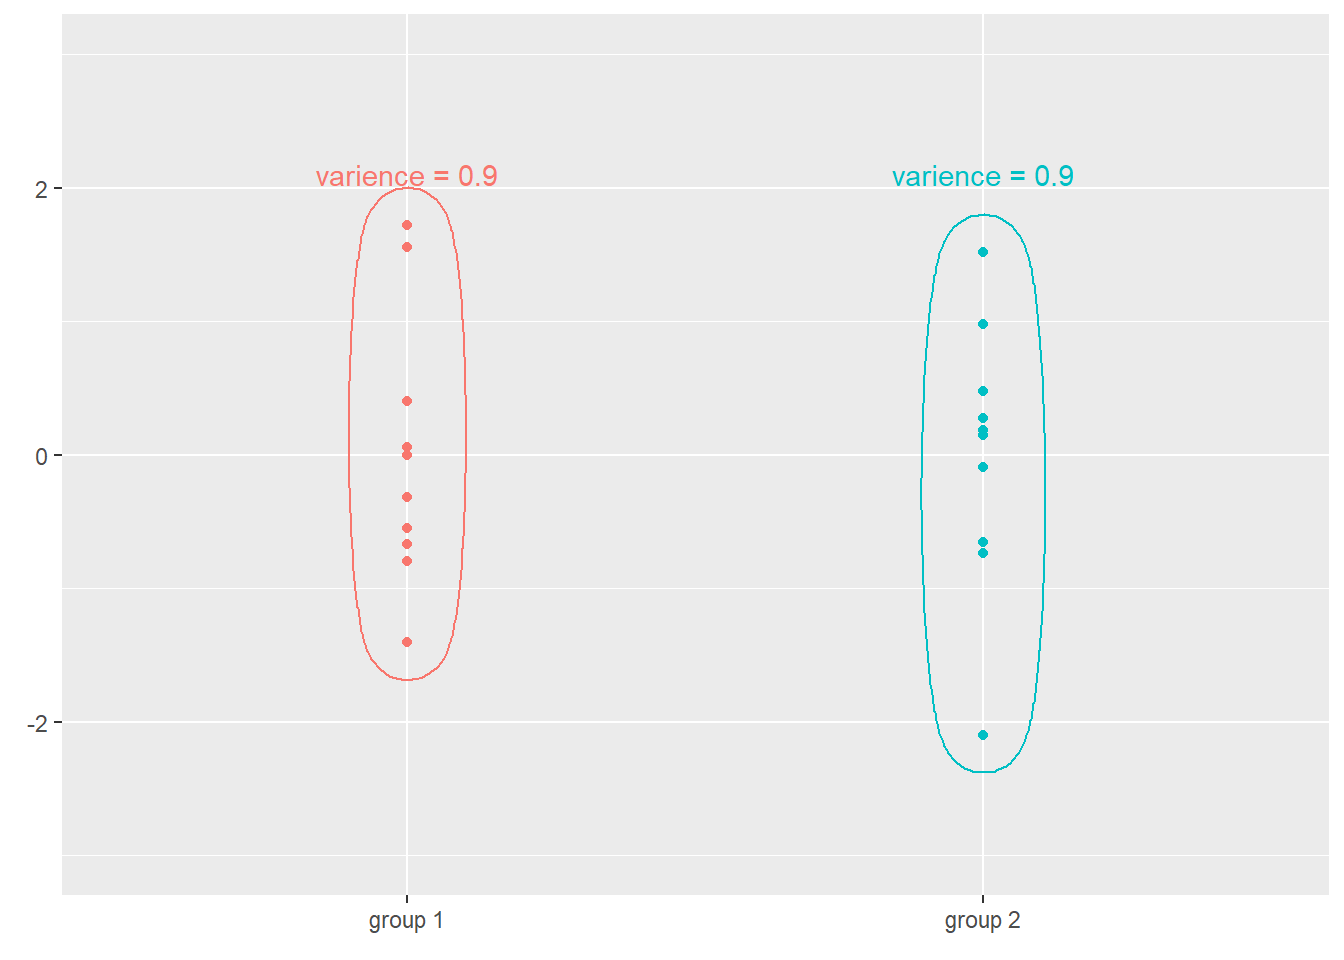 varience = 0.9
varience = 0.9
2
0
-2
group 1
group 2